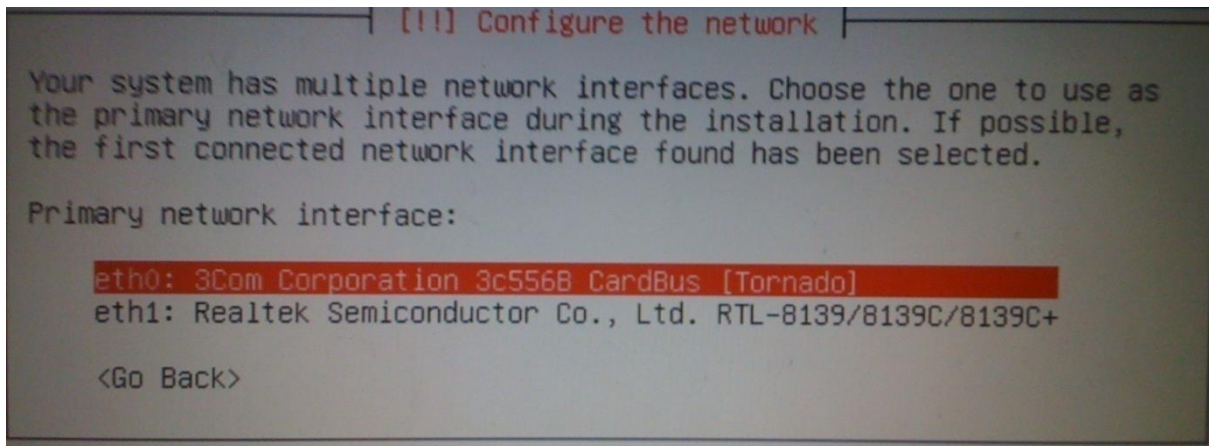 [!!] Configure the network
Your system has multiple network interfaces. Choose the one to use as
the primary network interface during the installation. If possible,
the first connected network interface found has been selected.
Primary network interface:
eth0: 3Com Corporation 3c556B CardBus [Tornado]
eth1: Realtek Semiconductor Co., Ltd. RTL-8139/8139C/8139C+
<Go Back>